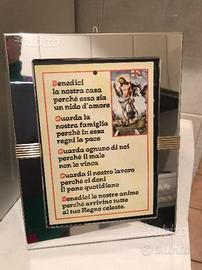 Subito.it
Benedici
la nostra casa
perché essa sia
un nido d'amore
Guarda la
nostra famiglia
perché in essa
regni la pace
Guarda ognuno di noi
perché il male
non lo vinca
Guarda il nostro lavoro
perché ci doni
il pane quotidiano
Benedici le nostre anime
perché arrivino tutte
al tuo Regno celeste.